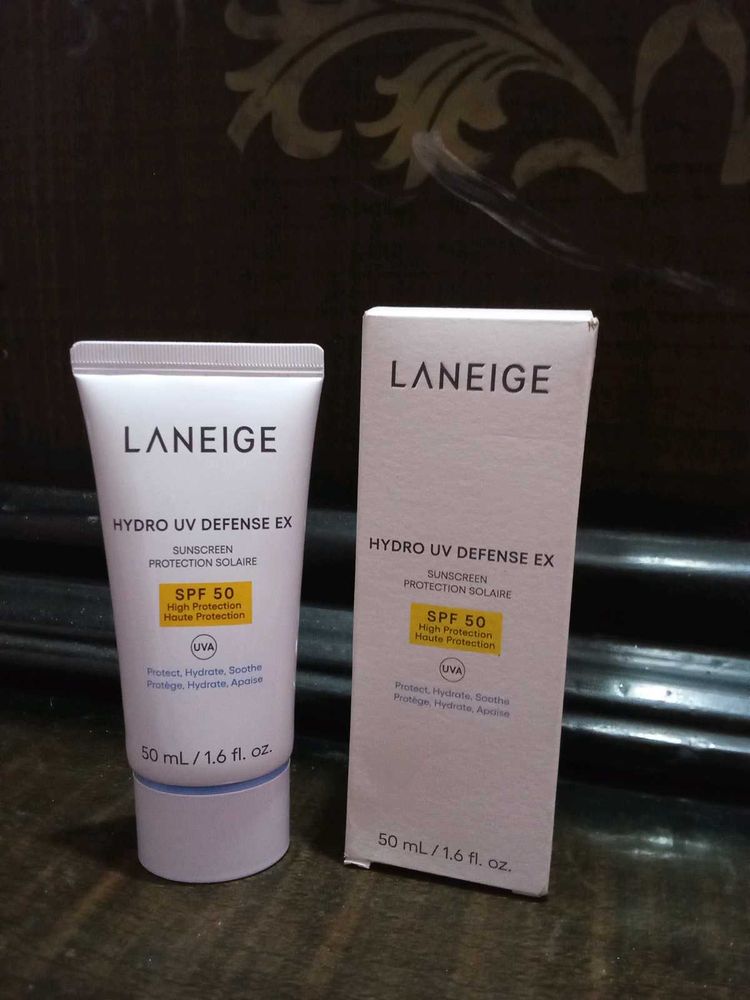 LANEIGE
HYDRO UV DEFENSE EX
SUNSCREEN
PROTECTION SOLAIRE
SPF 50
High Protection
Haute Protection
UVA
Protect, Hydrate, Soothe
Protège, Hydrate, Apaise
50 mL / 1.6 fl. oz.
LANEIGE
HYDRO UV DEFENSE EX
SUNSCREEN
PROTECTION SOLAIRE
SPF 50
High Protection
Haute Protection
UVA
Protect, Hydrate, Soothe
Protège, Hydrate, Apaise
50 mL / 1.6 fl. oz.